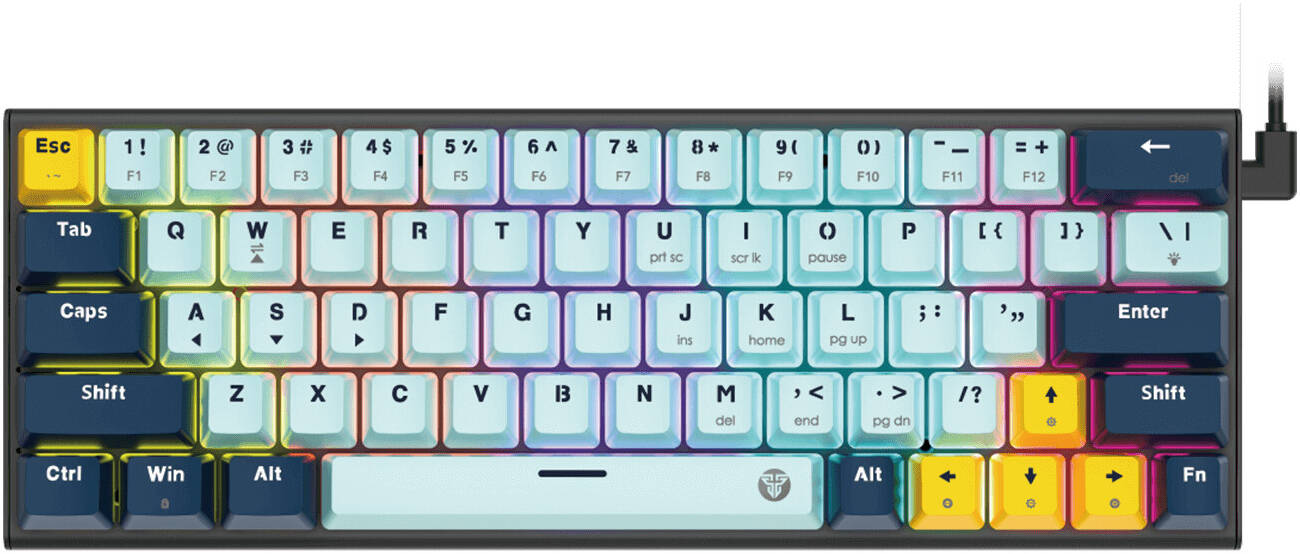 Esc 1 ! 2 @ 3 # 4 $ 5 % 6 ^ 7 & 8 * 9 ( 0 ) - _ = + ←
` ~ F1 F2 F3 F4 F5 F6 F7 F8 F9 F10 F11 F12 del
Tab Q W E R T Y U I O P [ { ] } \ |
prt sc scr lk pause
Caps A S D F G H J K L ; : ' " Enter
ins home pg up
Shift Z X C V B N M , < . > / ? ↑ Shift
del end pg dn
Ctrl Win Alt Alt ← ↓ → Fn